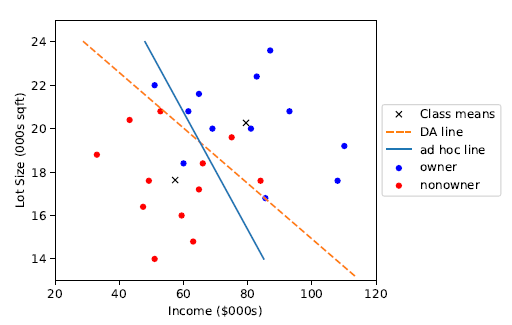 24
22
20
18
16
14
Lot Size (000s sqft)
20
40
60
80
100
120
Income ($000s)
Class means
DA line
ad hoc line
owner
nonowner